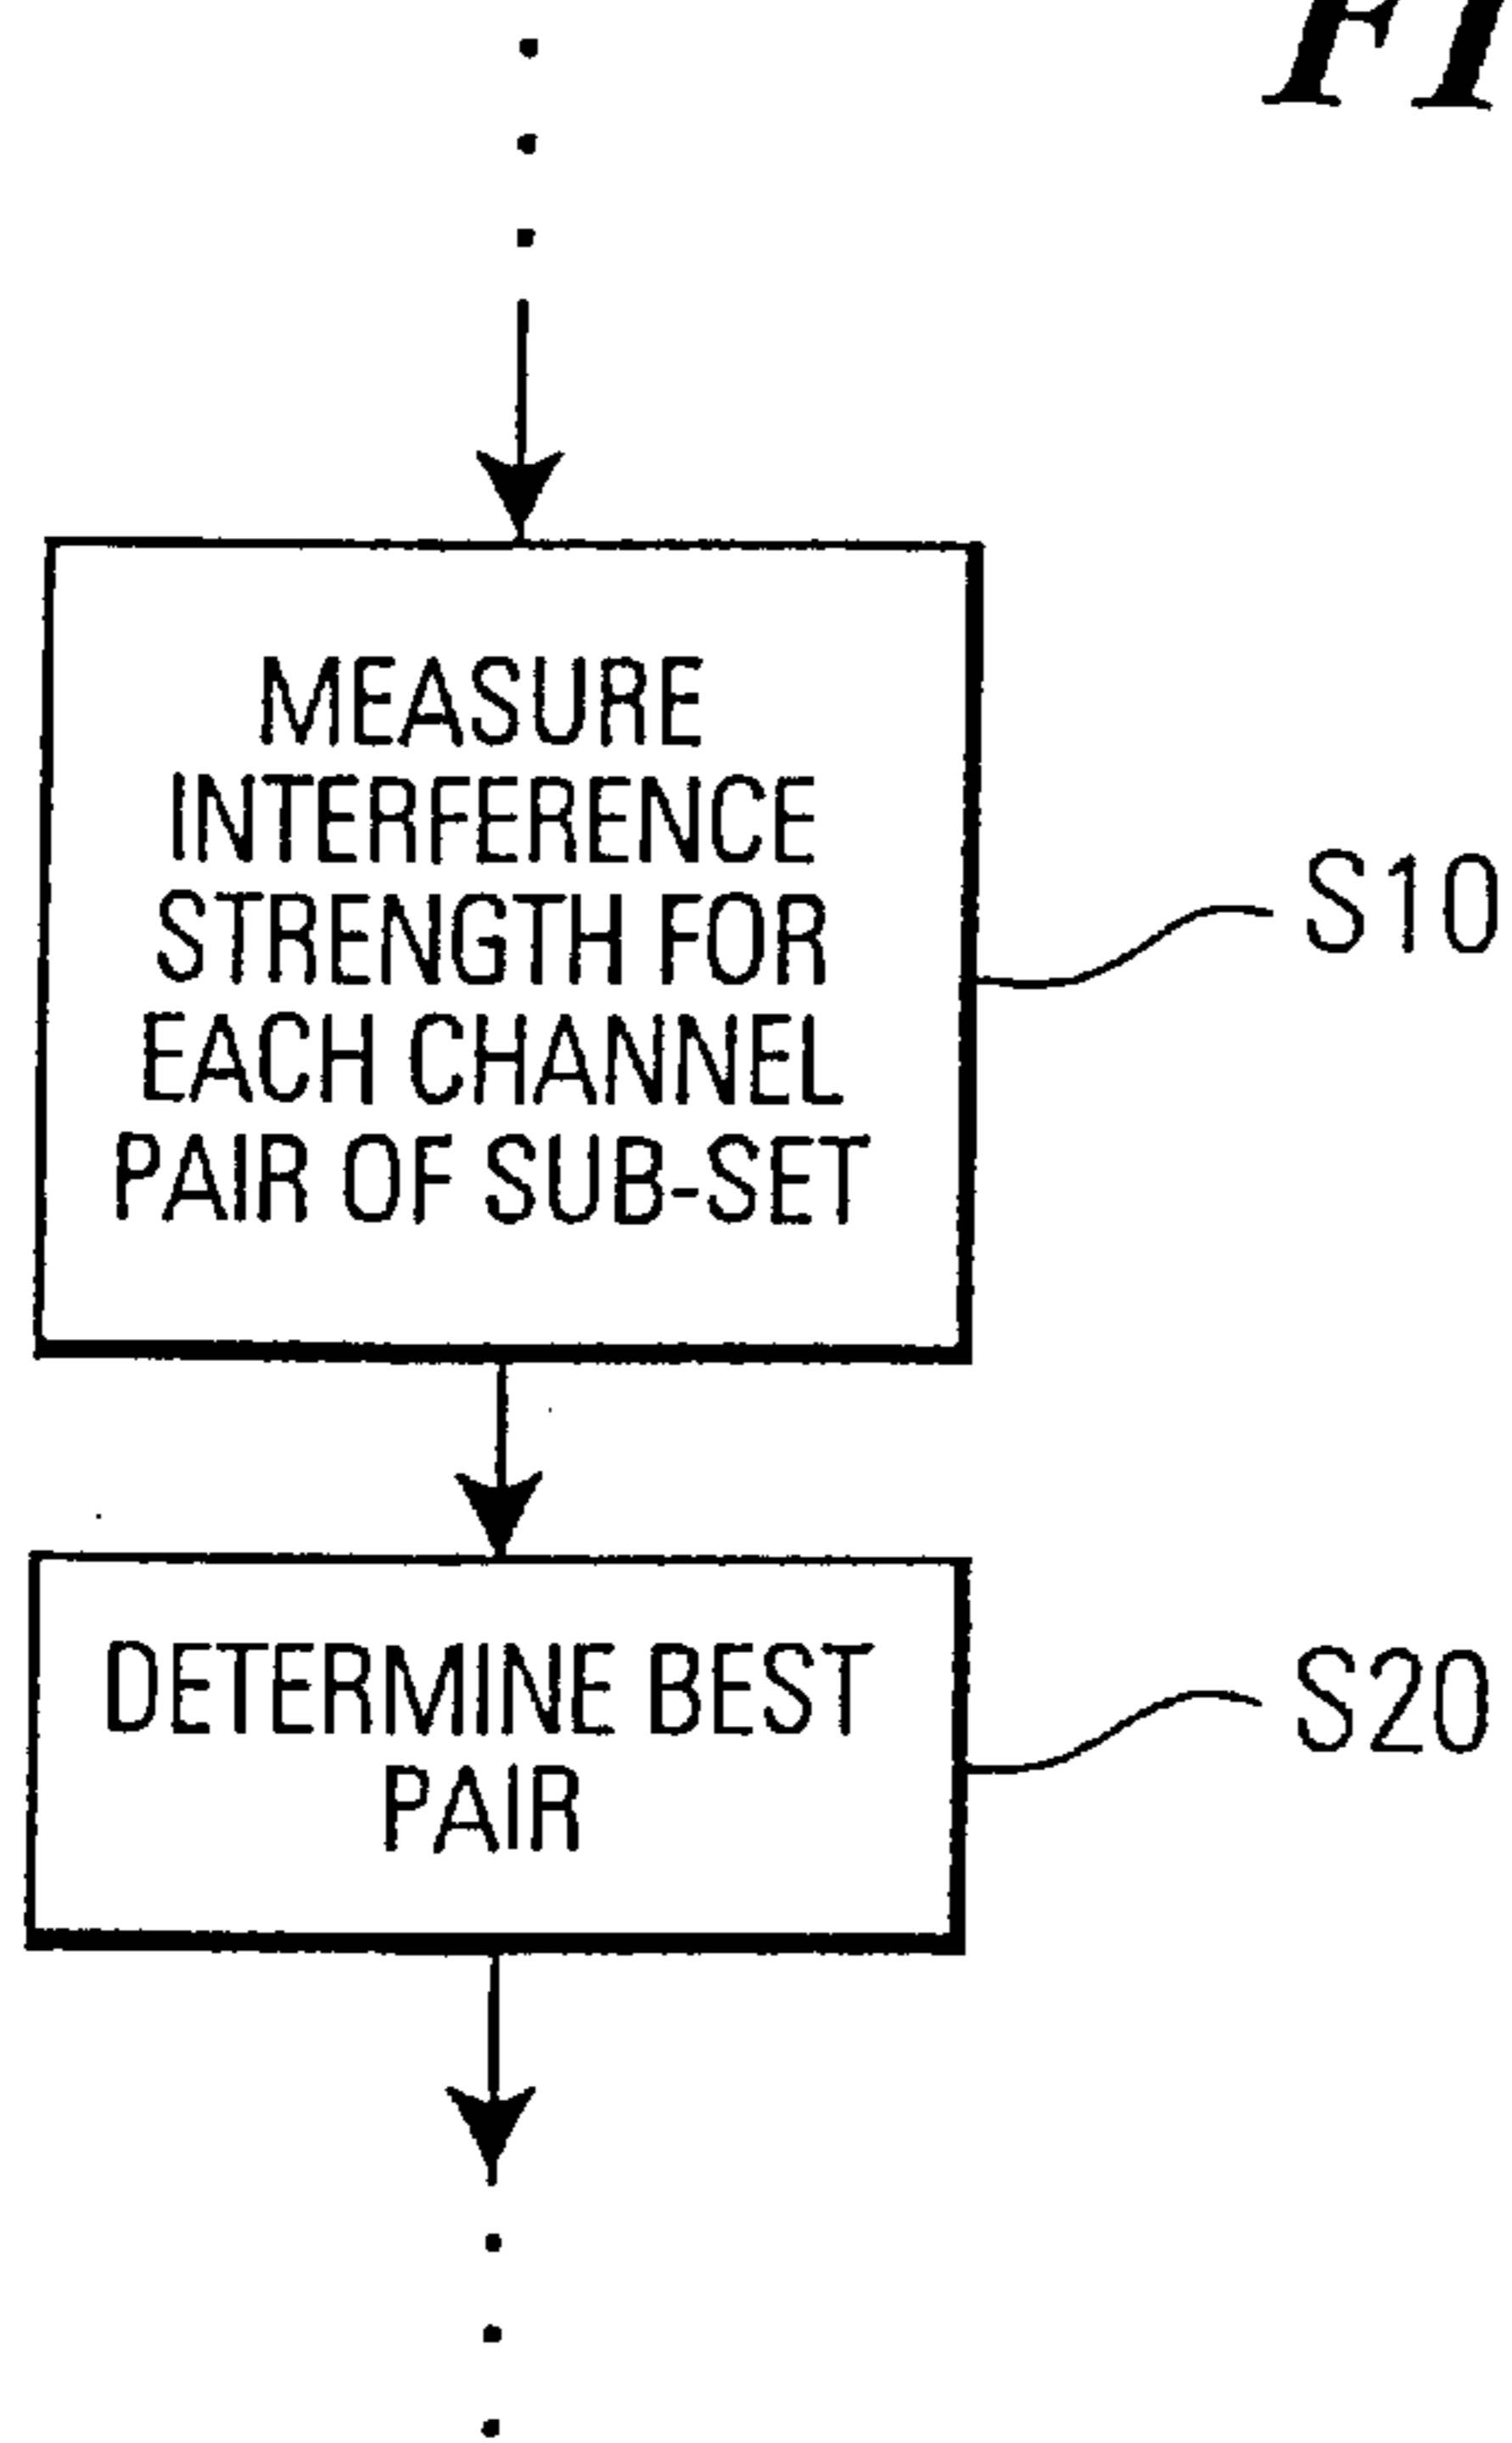 MEASURE
INTERFERENCE
STRENGTH FOR
EACH CHANNEL
PAIR OF SUB-SET
S10
DETERMINE BEST
PAIR
S20